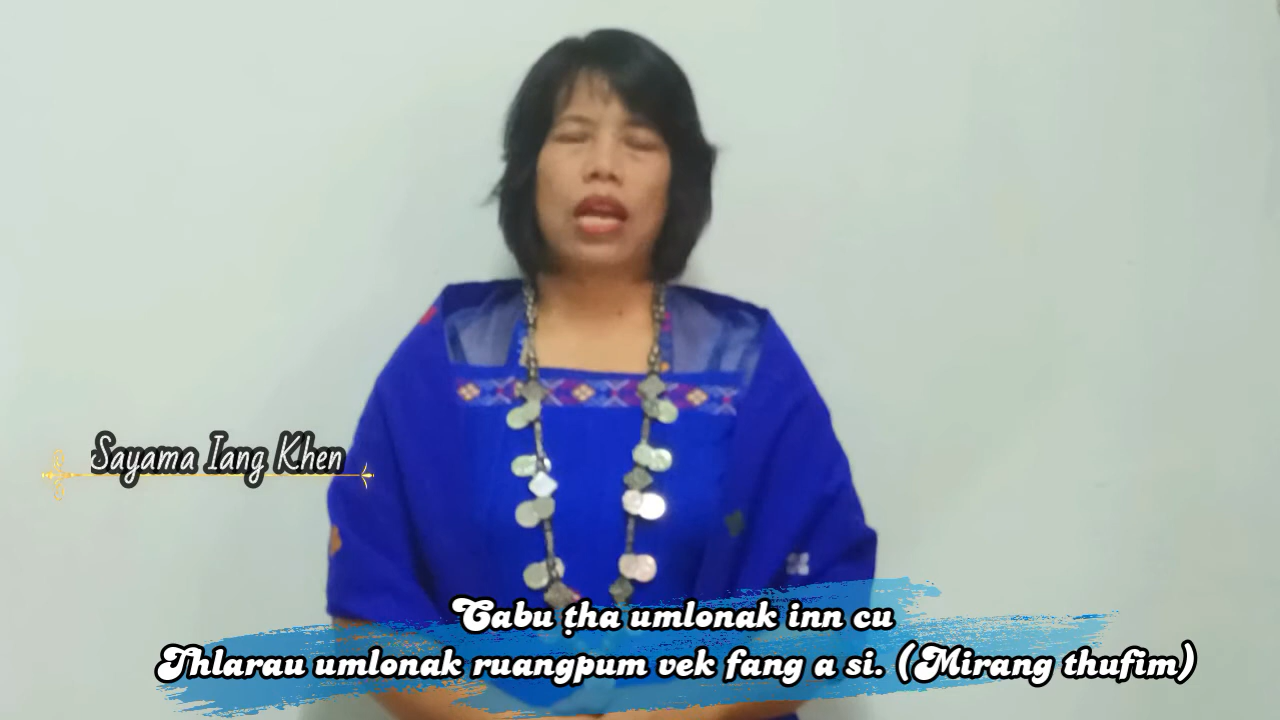 Sayama Iang Khen
Cabu ṭha umlonak inn cu
Thlarau umlonak ruangpum vek fang a si. (Mirang thufim)